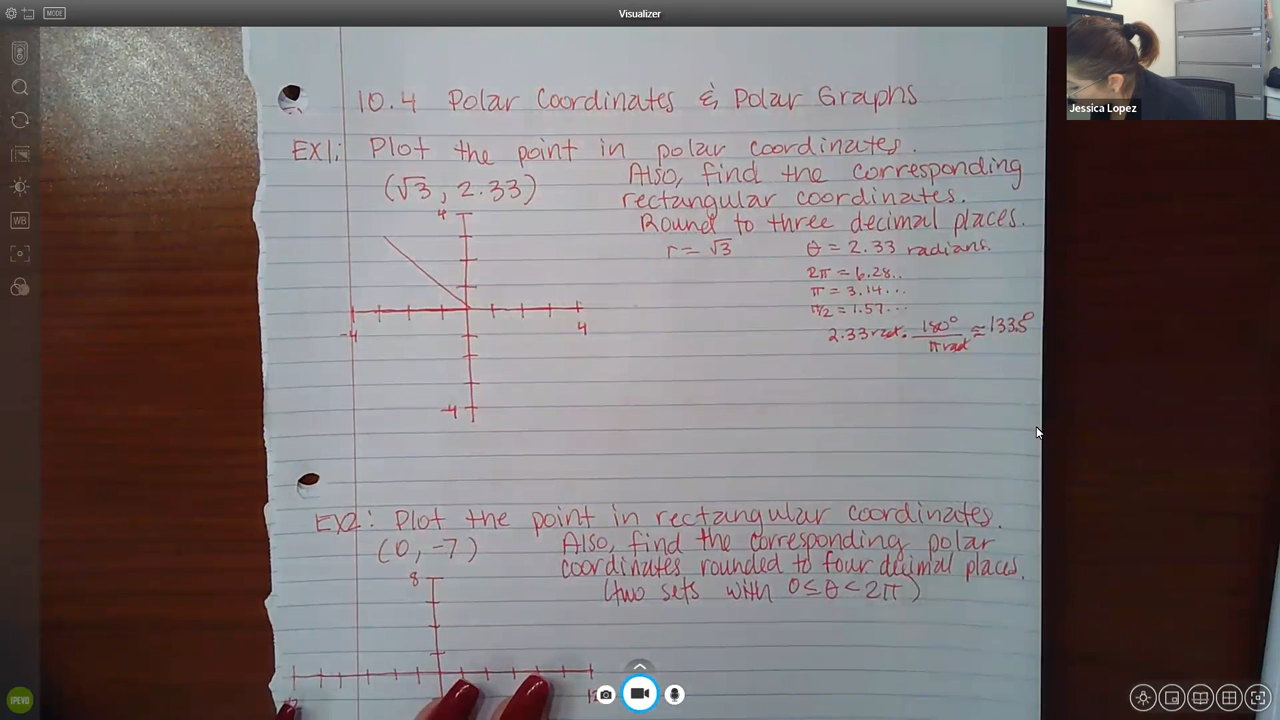 MODE
Visualizer
Jessica Lopez
10.4 Polar Coordinates & Polar Graphs
EX1: Plot the point in polar coordinates.
(√3, 2.33)
Also, find the corresponding
rectangular coordinates.
Round to three decimal places.
r = √3
θ = 2.33 radians.
2π = 6.28..
π = 3.14...
π/2 = 1.57...
2.33 rad. 180°/π rad ≈ 133.5°
4
-4
4
-4
EX2: Plot the point in rectangular coordinates.
(0, -7)
Also, find the corresponding polar
coordinates rounded to four decimal places.
(two sets with 0 ≤ θ < 2π)
8
WB
IPEVO